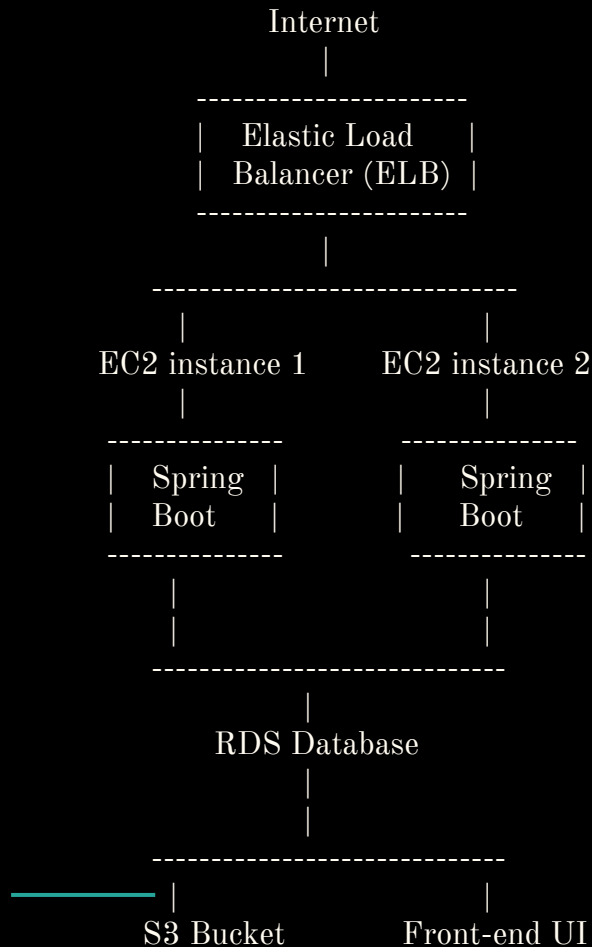 Internet
|
-----------------------
| Elastic Load |
| Balancer (ELB) |
-----------------------
|
-------------------------------
| |
EC2 instance 1 EC2 instance 2
| |
--------------- ---------------
| Spring | | Spring |
| Boot | | Boot |
--------------- ---------------
| |
| |
------------------------------
|
RDS Database
|
|
------------------------------
| |
S3 Bucket Front-end UI